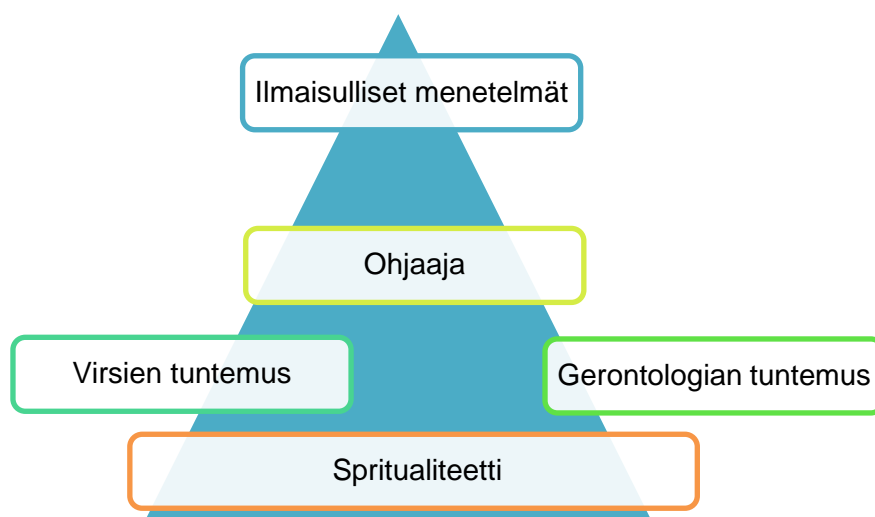 Ilmaisulliset menetelmät
Ohjaaja
Virsien tuntemus
Gerontologian tuntemus
Spritualiteetti